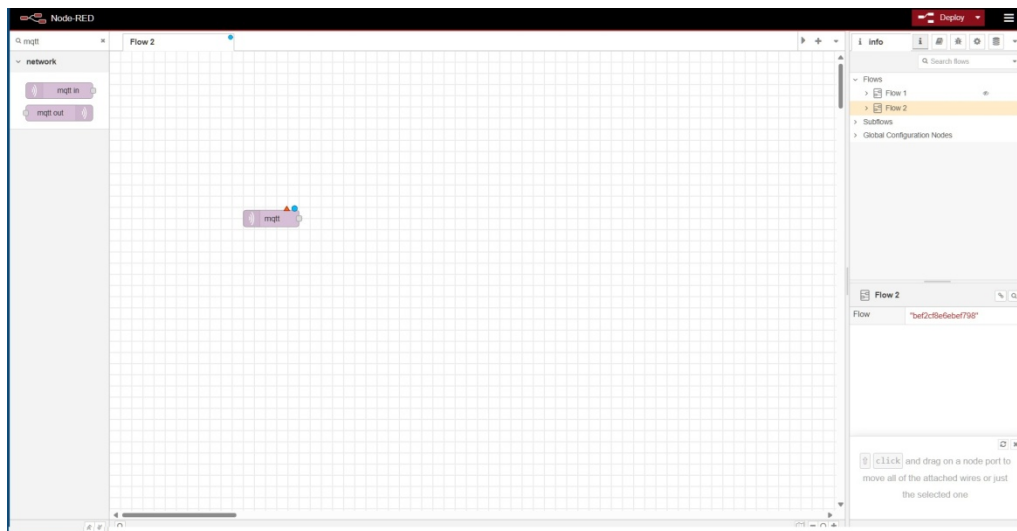 Node-RED
Deploy
mqtt
Flow 2
info
i
network
Search flows
mqtt in
mqtt out
Flows
Flow 1
Flow 2
Subflows
Global Configuration Nodes
mqtt
Flow 2
Flow "bef2cf8e6ebef798"
⇧ click and drag on a node port to
move all of the attached wires or just
the selected one